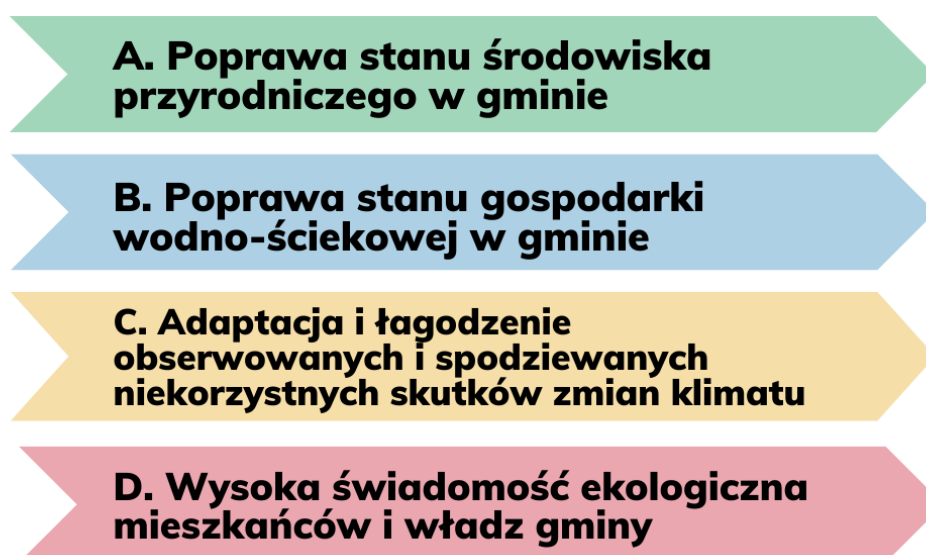 A. Poprawa stanu środowiska
przyrodniczego w gminie
B. Poprawa stanu gospodarki
wodno-ściekowej w gminie
C. Adaptacja i łagodzenie
obserwowanych i spodziewanych
niekorzystnych skutków zmian klimatu
D. Wysoka świadomość ekologiczna
mieszkańców i władz gminy